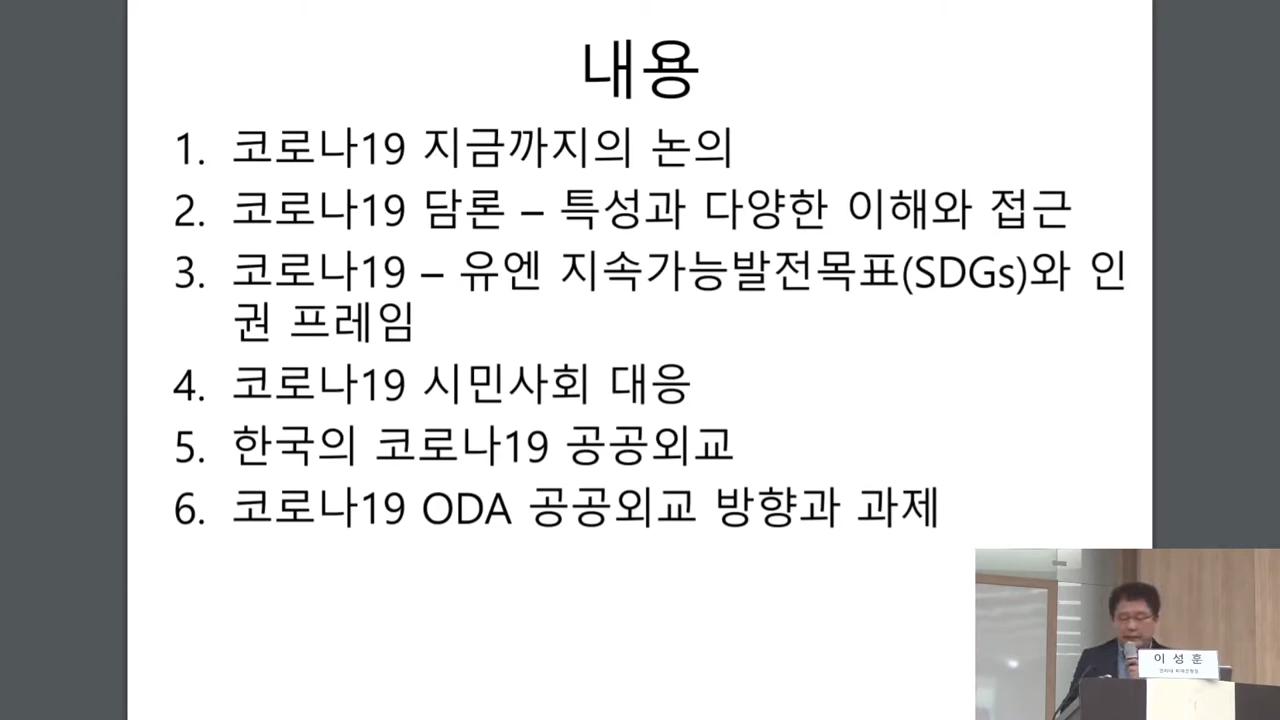 내용
1. 코로나19 지금까지의 논의
2. 코로나19 담론 – 특성과 다양한 이해와 접근
3. 코로나19 – 유엔 지속가능발전목표(SDGs)와 인
권 프레임
4. 코로나19 시민사회 대응
5. 한국의 코로나19 공공외교
6. 코로나19 ODA 공공외교 방향과 과제
이 성 훈